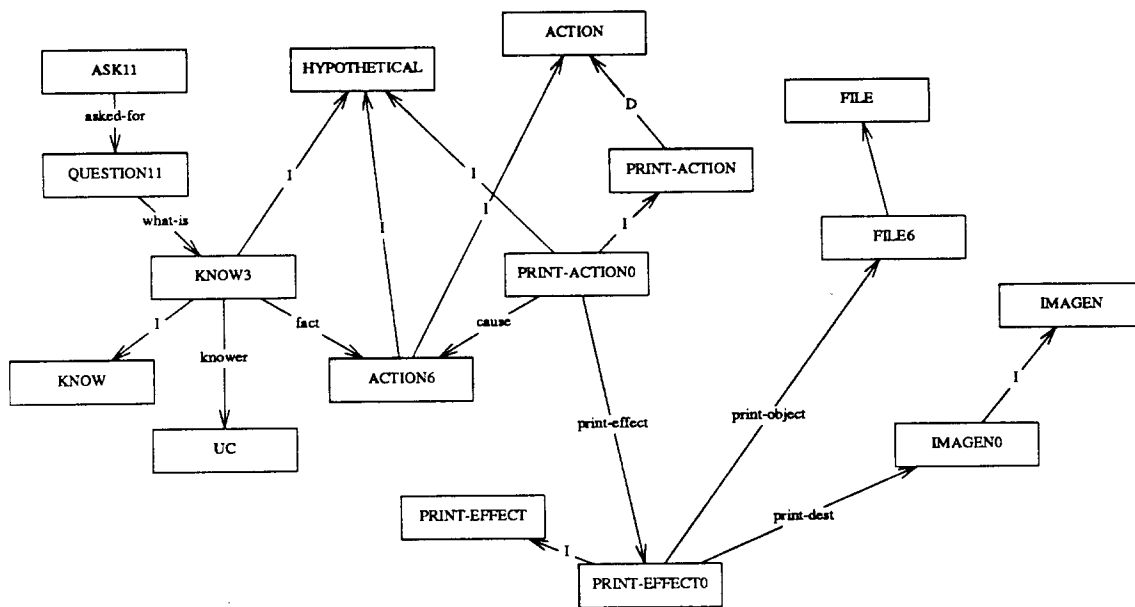 ACTION
ASK11
HYPOTHETICAL
FILE
asked-for
D
QUESTION11
PRINT-ACTION
I
I
what-is
I
I
I
FILE6
KNOW3
PRINT-ACTION0
IMAGEN
I
fact
cause
knower
KNOW
ACTION6
I
print-effect
print-object
UC
IMAGEN0
PRINT-EFFECT
print-dest
I
PRINT-EFFECT0